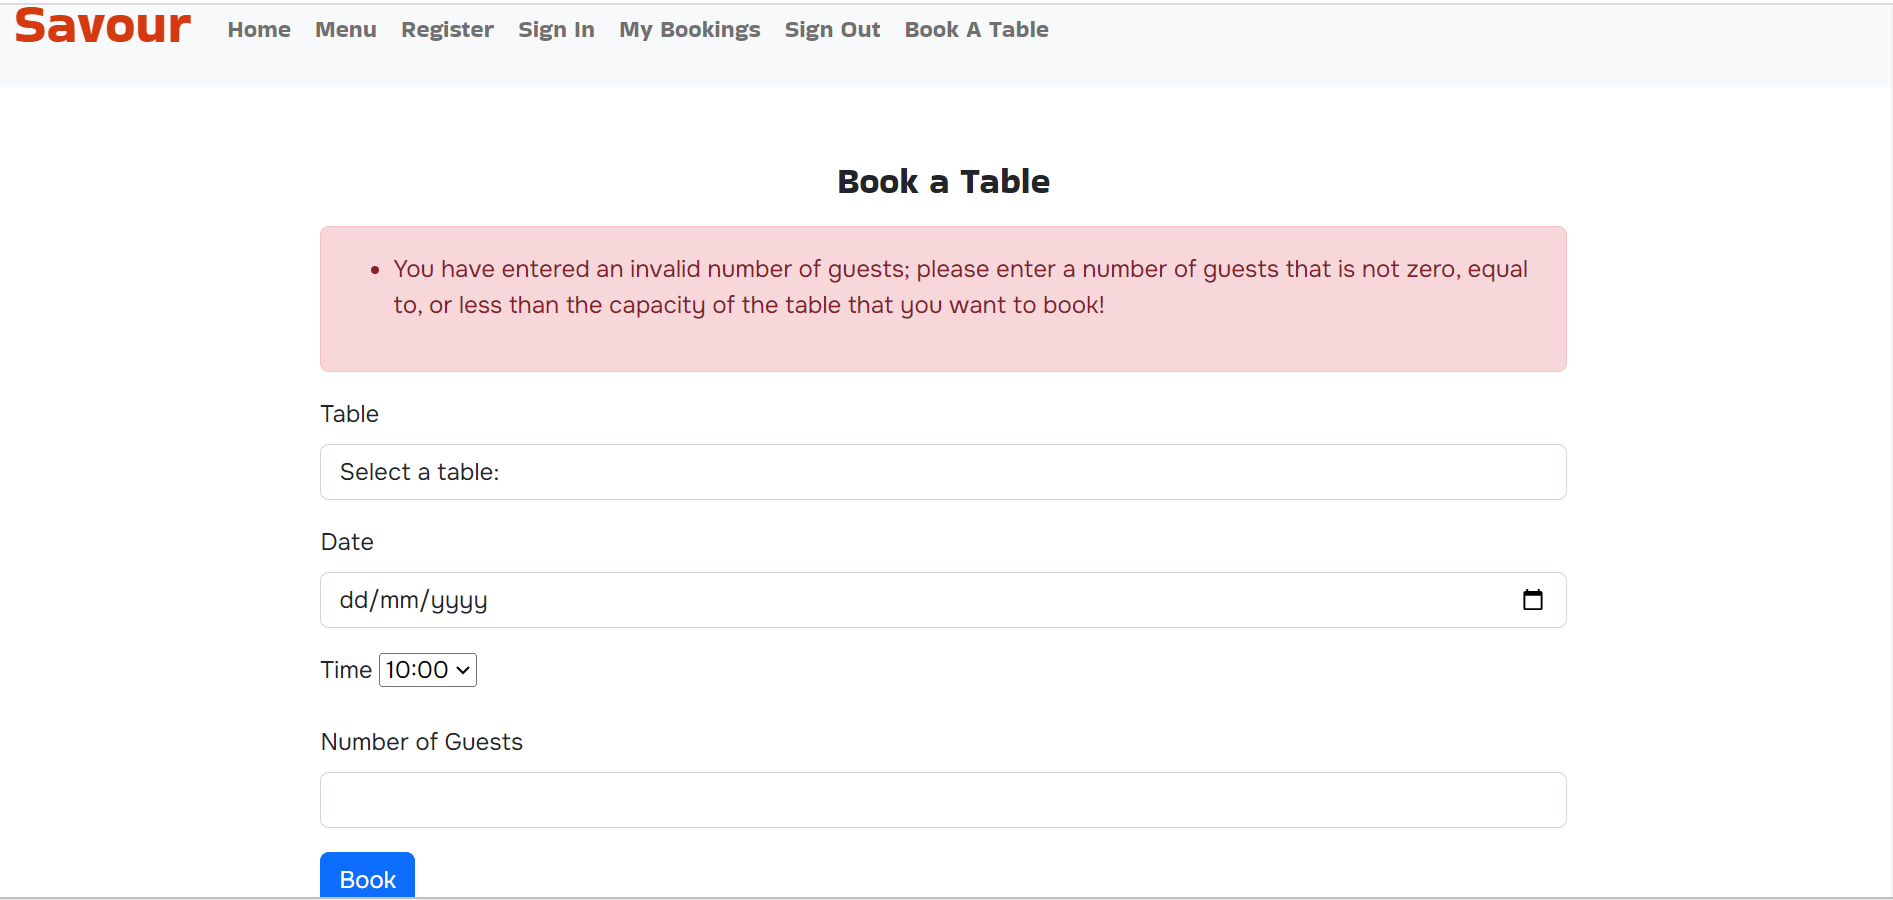 Savour Home Menu Register Sign In My Bookings Sign Out Book A Table
Book a Table
• You have entered an invalid number of guests; please enter a number of guests that is not zero, equal
to, or less than the capacity of the table that you want to book!
Table
Select a table:
Date
dd/mm/yyyy
Time 10:00
Number of Guests
Book